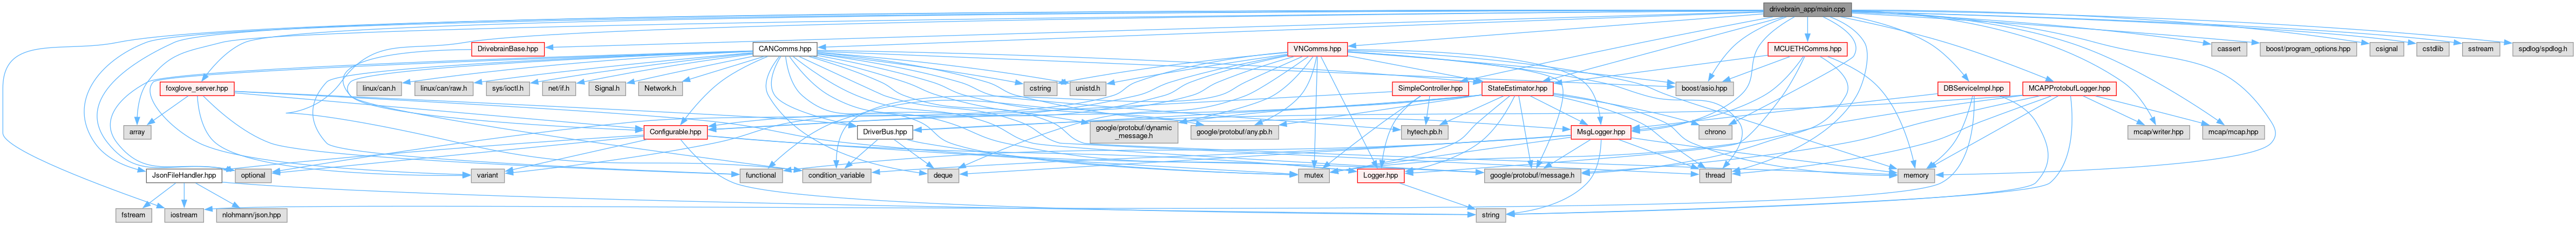 drivebrain_app/main.cpp
DrivebrainBase.hpp
CANComms.hpp
VNComms.hpp
MCUETHComms.hpp
cassert
boost/program_options.hpp
csignal
cstdlib
sstream
spdlog/spdlog.h
foxglove_server.hpp
linux/can.h
linux/can/raw.h
sys/ioctl.h
net/if.h
Signal.h
Network.h
cstring
unistd.h
SimpleController.hpp
StateEstimator.hpp
boost/asio.hpp
DBServiceImpl.hpp
MCAPProtobufLogger.hpp
array
Configurable.hpp
DriverBus.hpp
google/protobuf/dynamic
_message.h
google/protobuf/any.pb.h
hytech.pb.h
MsgLogger.hpp
chrono
mcap/writer.hpp
mcap/mcap.hpp
JsonFileHandler.hpp
optional
variant
functional
condition_variable
deque
mutex
Logger.hpp
google/protobuf/message.h
thread
memory
fstream
iostream
nlohmann/json.hpp
string